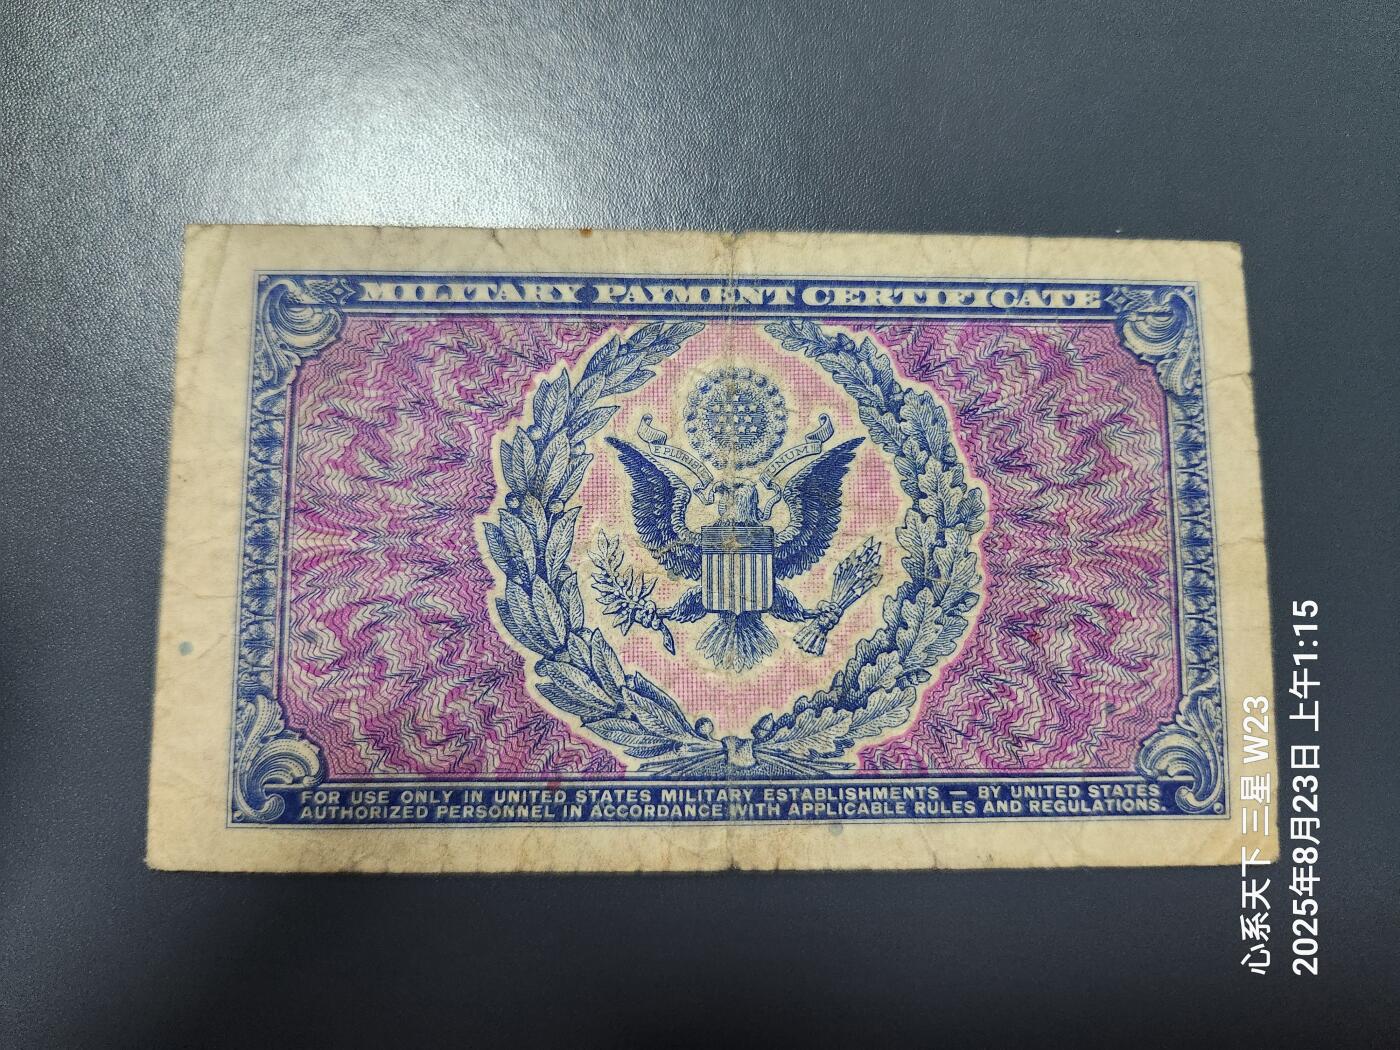 MILITARY PAYMENT CERTIFICATE
E PLURIBUS UNUM
FOR USE ONLY IN UNITED STATES MILITARY ESTABLISHMENTS — BY UNITED STATES
AUTHORIZED PERSONNEL IN ACCORDANCE WITH APPLICABLE RULES AND REGULATIONS.
心系天下 三星 W23
2025年8月23日 上午1:15